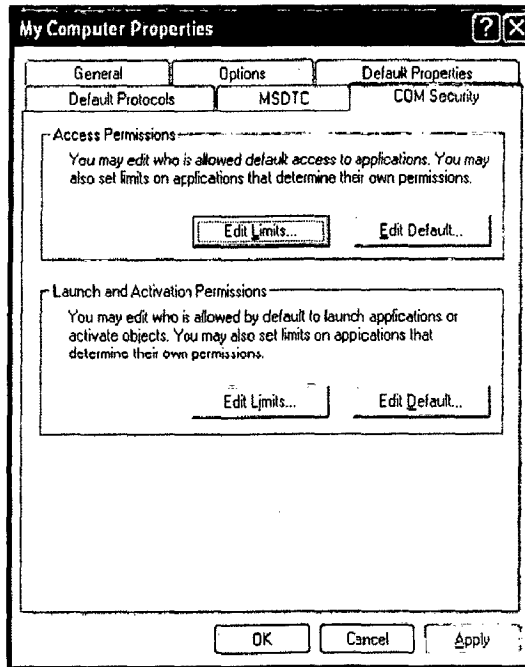 My Computer Properties
General Options Default Properties
Default Protocols MSDTC COM Security
Access Permissions
You may edit who is allowed default access to applications. You may
also set limits on applications that determine their own permissions.
Edit Limits... Edit Default...
Launch and Activation Permissions
You may edit who is allowed by default to launch applications or
activate objects. You may also set limits on applications that
determine their own permissions.
Edit Limits... Edit Default...
OK Cancel Apply